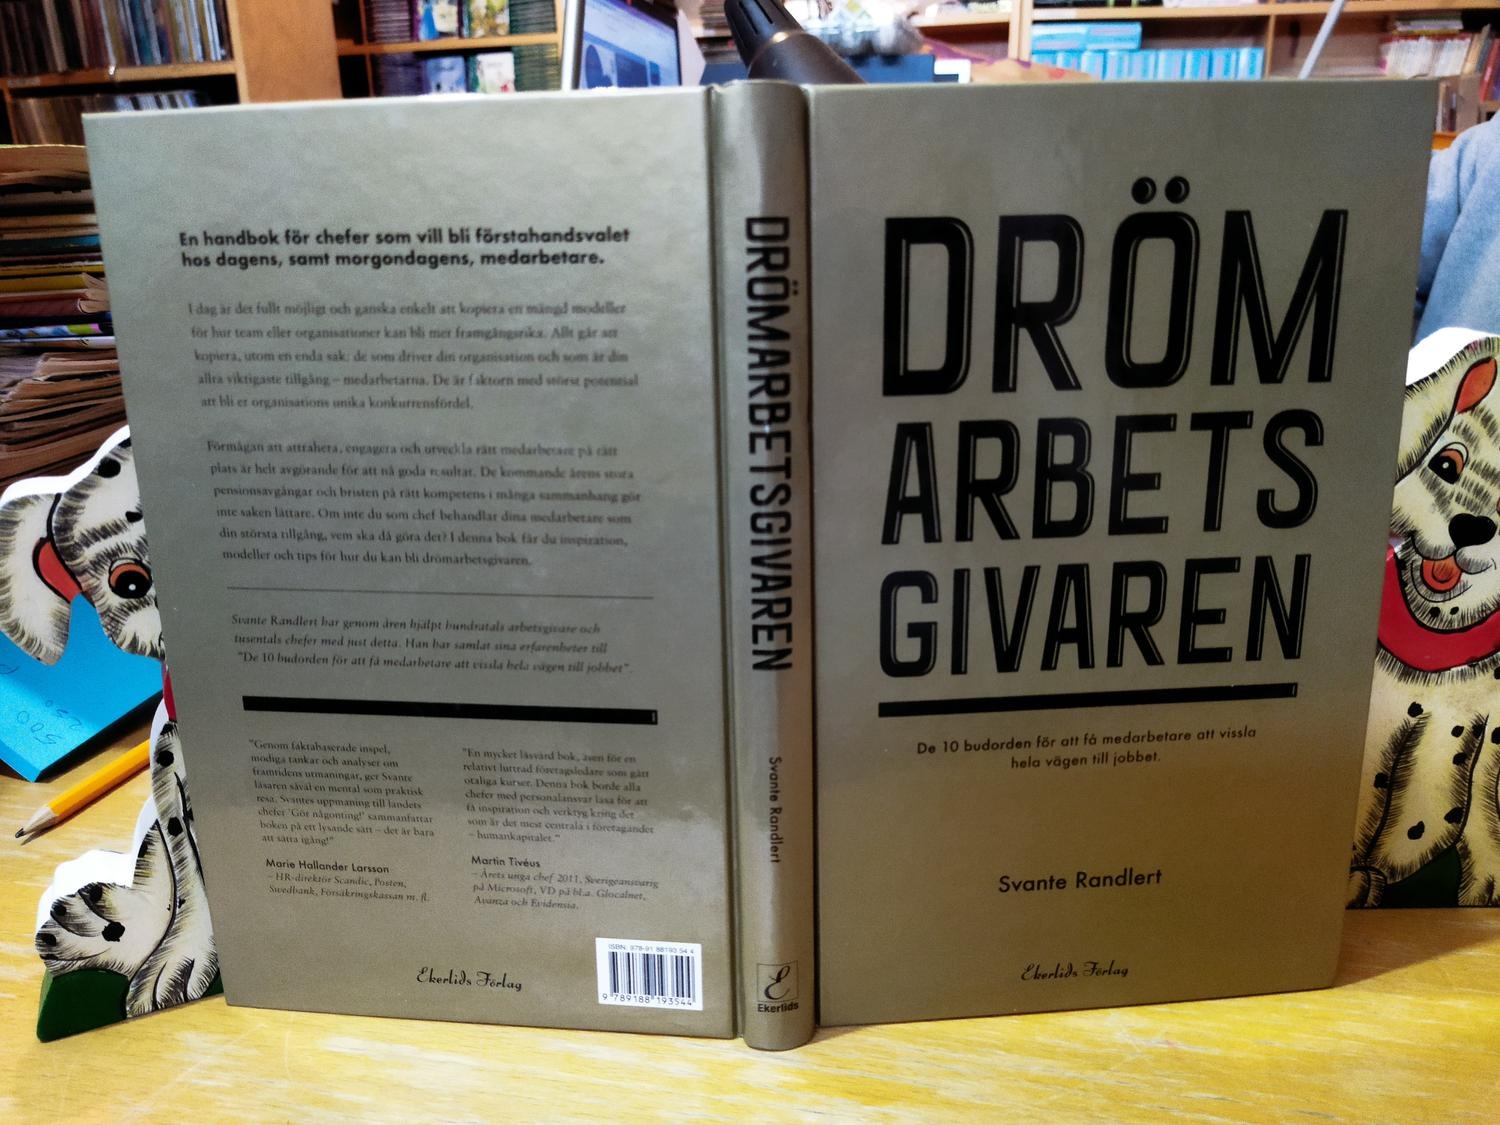 En handbok för chefer som vill bli förstahandsvalet
hos dagens, samt morgondagens, medarbetare.
I dag är det fullt möjligt och ganska enkelt att kopiera en mängd modeller
för hur team eller organisationer kan bli mer framgångsrika. Allt går att
kopiera, utom en enda sak: de som driver din organisation och som är din
allra viktigaste tillgång – medarbetarna. De är faktorn med störst potential
att bli er organisations unika konkurrensfördel.
Förmågan att attrahera, engagera och utveckla rätt medarbetare på rätt
plats är helt avgörande för att nå goda resultat. De kommande årens stora
pensionsavgångar och bristen på rätt kompetens i många sammanhang gör
inte saken lättare. Om inte du som chef behandlar dina medarbetare som
din största tillgång, vem ska då göra det? I denna bok får du inspiration,
modeller och tips för hur du kan bli drömarbetsgivaren.
Svante Randlert har genom åren hjälpt hundratals arbetsgivare och
tusentals chefer med just detta. Han har samlat sina erfarenheter till
"De 10 budorden för att få medarbetare att vissla hela vägen till jobbet".
"Genom faktabaserade inspel,
modiga tankar och analyser om
framtidens utmaningar, ger Svante
läsaren såväl en mental som praktisk
resa. Svantes uppmaning till landets
chefer 'Gör någonting!' sammanfattar
boken på ett lysande sätt – det är bara
att sätta igång!"
Marie Hallander Larsson
– HR-direktör Scandic, Posten,
Swedbank, Försäkringskassan m. fl.
"En mycket läsvärd bok, även för en
relativt luttrad företagsledare som gått
otaliga kurser. Denna bok borde alla
chefer med personalansvar läsa för att
få inspiration och verktyg kring det
som är det mest centrala i företagandet
– humankapitalet."
Martin Tivéus
– Årets unga chef 2011, Sverigeansvarig
på Microsoft, VD på bl.a. Glocalnet,
Avanza och Evidensia.
Ekerlids Förlag
ISBN: 978-91 88193 54 4
9 789188 193544
DRÖMARBETSGIVAREN
Svante Randlert
Ekerlids
DRÖM
ARBETS
GIVAREN
De 10 budorden för att få medarbetare att vissla
hela vägen till jobbet.
Svante Randlert
Ekerlids Förlag
500
250